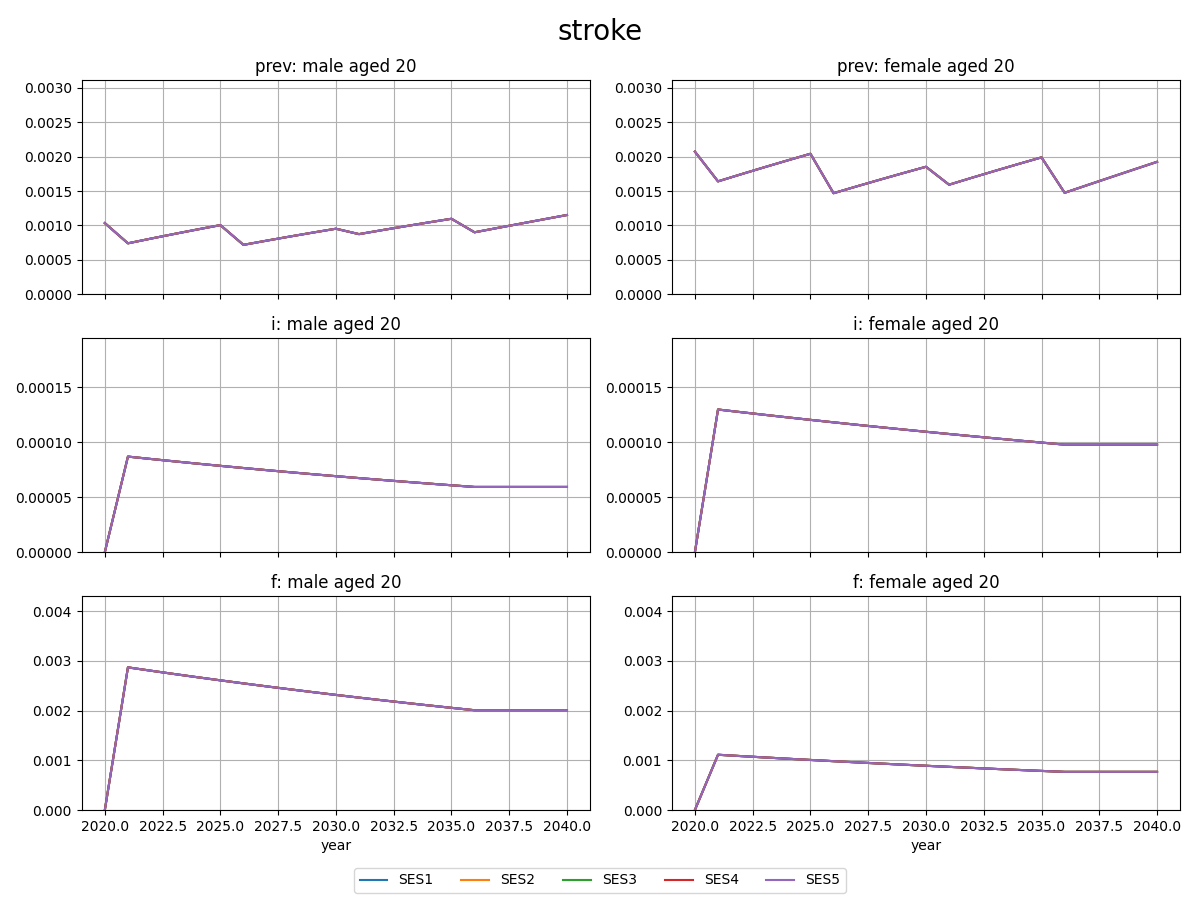 stroke
prev: male aged 20
prev: female aged 20
0.0030
0.0025
0.0020
0.0015
0.0010
0.0005
0.0000
0.0030
0.0025
0.0020
0.0015
0.0010
0.0005
0.0000
i: male aged 20
i: female aged 20
0.00015
0.00010
0.00005
0.00000
0.00015
0.00010
0.00005
0.00000
f: male aged 20
f: female aged 20
0.004
0.003
0.002
0.001
0.000
0.004
0.003
0.002
0.001
0.000
2020.0 2022.5 2025.0 2027.5 2030.0 2032.5 2035.0 2037.5 2040.0
2020.0 2022.5 2025.0 2027.5 2030.0 2032.5 2035.0 2037.5 2040.0
year
year
SES1 SES2 SES3 SES4 SES5